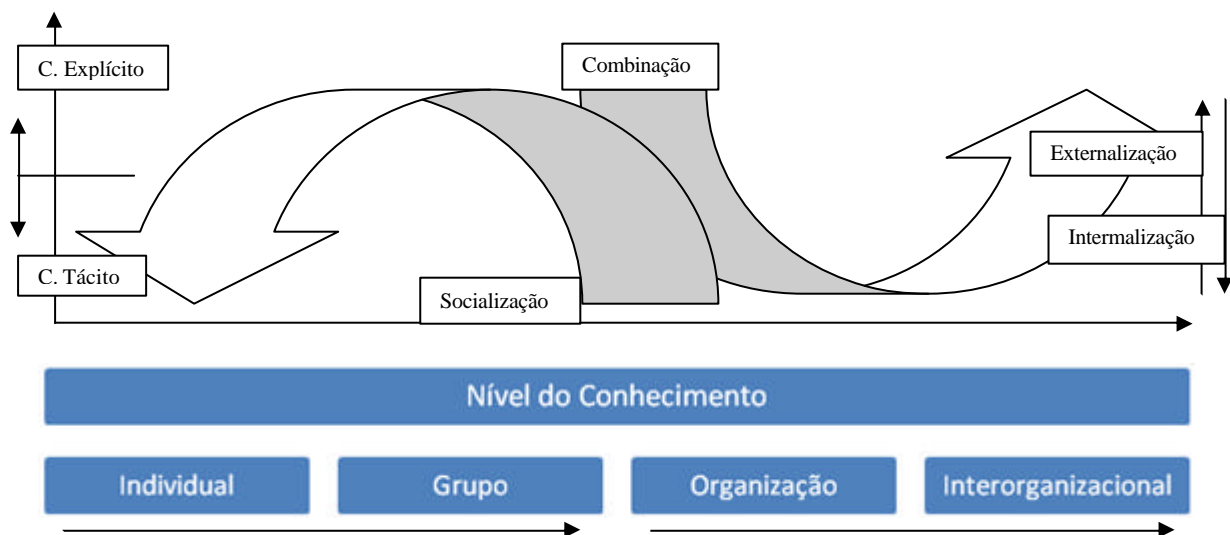 C. Explícito
Combinação
Externalização
Intermalização
C. Tácito
Socialização
Nível do Conhecimento
Individual
Grupo
Organização
Interorganizacional